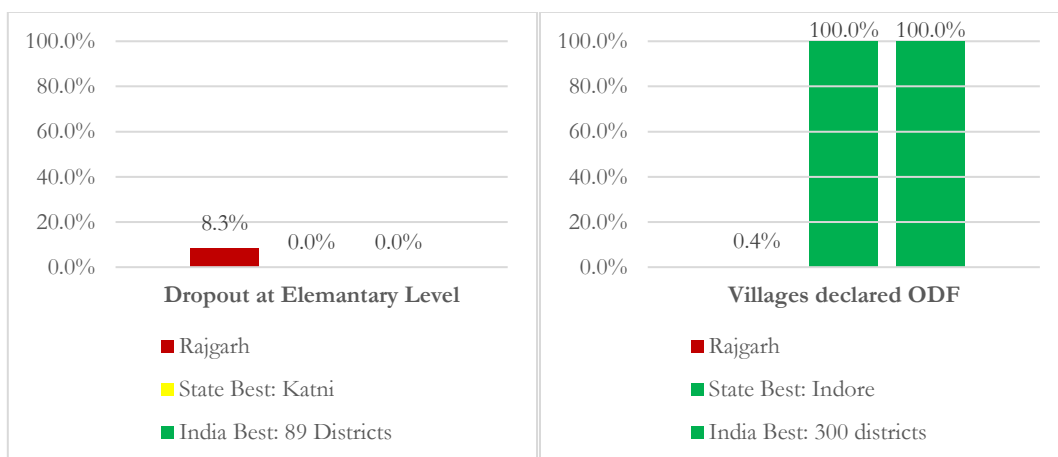 100.0%
80.0%
60.0%
40.0%
20.0%
0.0%
8.3%
0.0%
0.0%
Dropout at Elemantary Level
Rajgarh
State Best: Katni
India Best: 89 Districts
100.0%
80.0%
60.0%
40.0%
20.0%
0.0%
0.4%
100.0%
100.0%
Villages declared ODF
Rajgarh
State Best: Indore
India Best: 300 districts